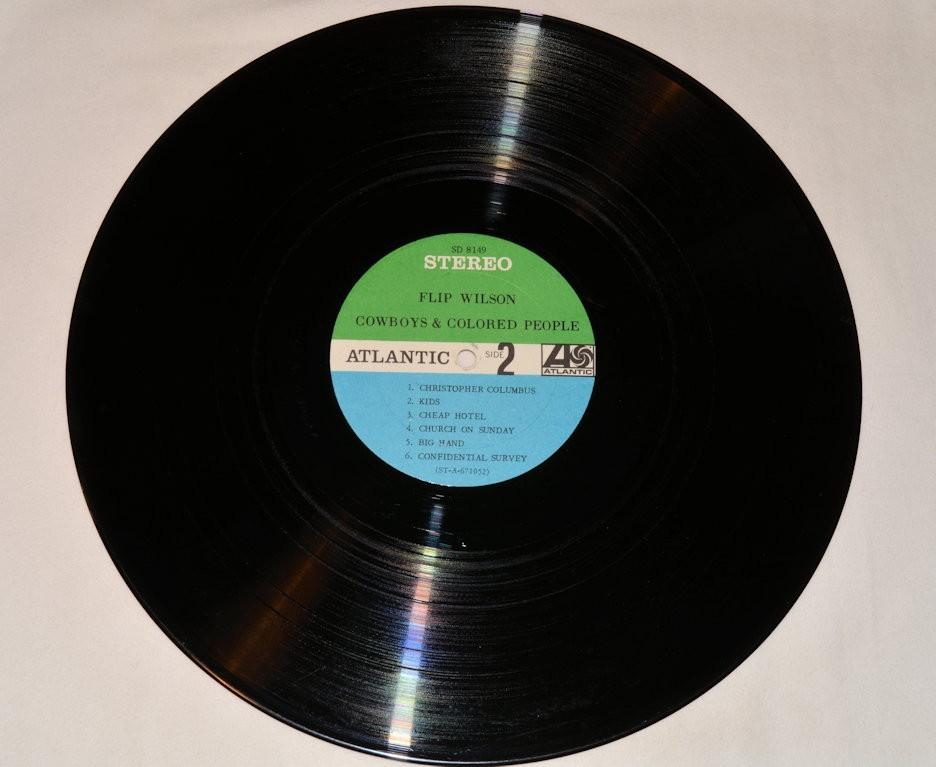 SD 8149
STEREO
FLIP WILSON
COWBOYS & COLORED PEOPLE
ATLANTIC SIDE 2 ATLANTIC
1. CHRISTOPHER COLUMBUS
2. KIDS
3. CHEAP HOTEL
4. CHURCH ON SUNDAY
5. BIG HAND
6. CONFIDENTIAL SURVEY
(ST-A-671052)